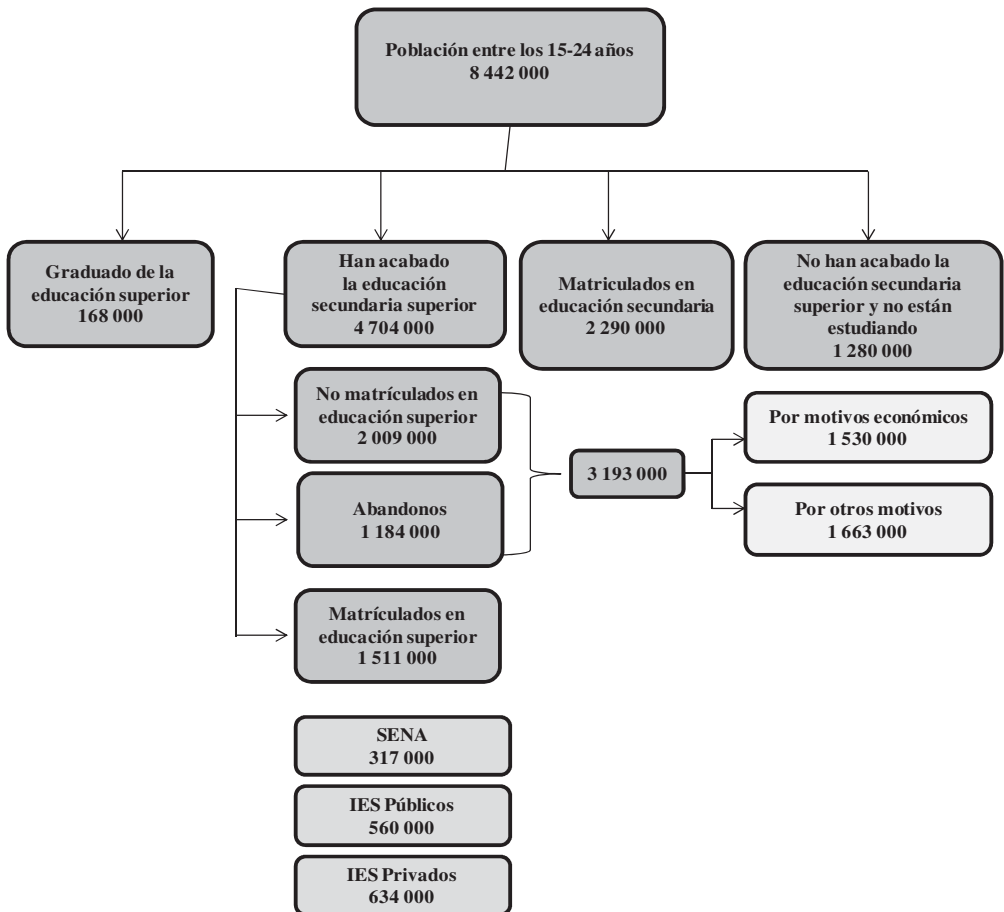 Población entre los 15-24 años
8 442 000
Graduado de la
educación superior
168 000
Han acabado
la educación
secundaria superior
4 704 000
Matriculados en
educación secundaria
2 290 000
No han acabado la
educación secundaria
superior y no están
estudiando
1 280 000
No matrículados en
educación superior
2 009 000
Abandonos
1 184 000
3 193 000
Por motivos económicos
1 530 000
Por otros motivos
1 663 000
Matrículados en
educación superior
1 511 000
SENA
317 000
IES Públicos
560 000
IES Privados
634 000